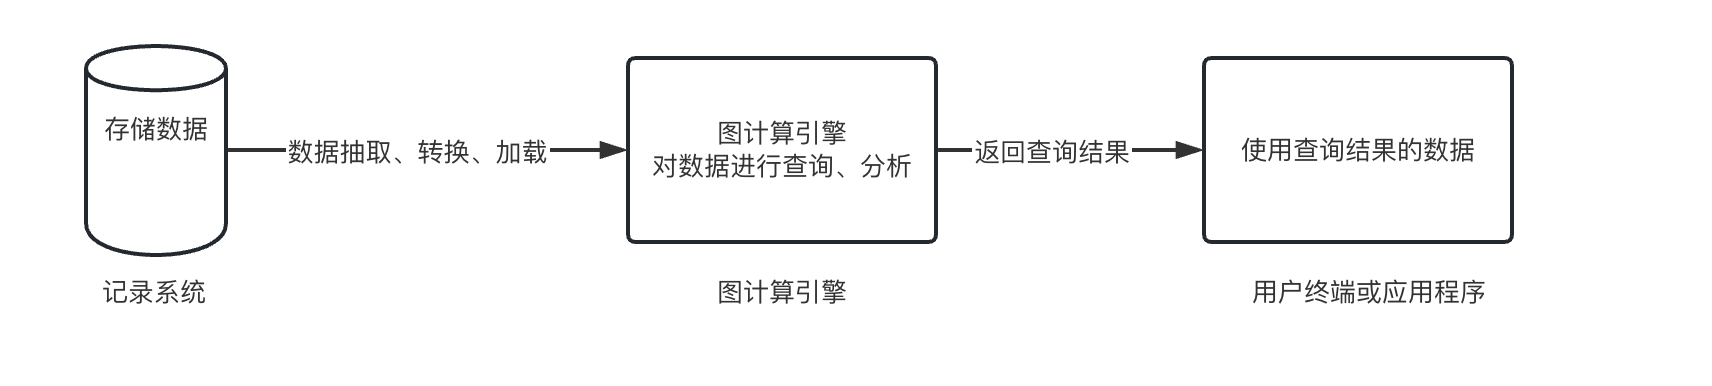 存储数据
数据抽取、转换、加载
图计算引擎
对数据进行查询、分析
返回查询结果
使用查询结果的数据
记录系统
图计算引擎
用户终端或应用程序